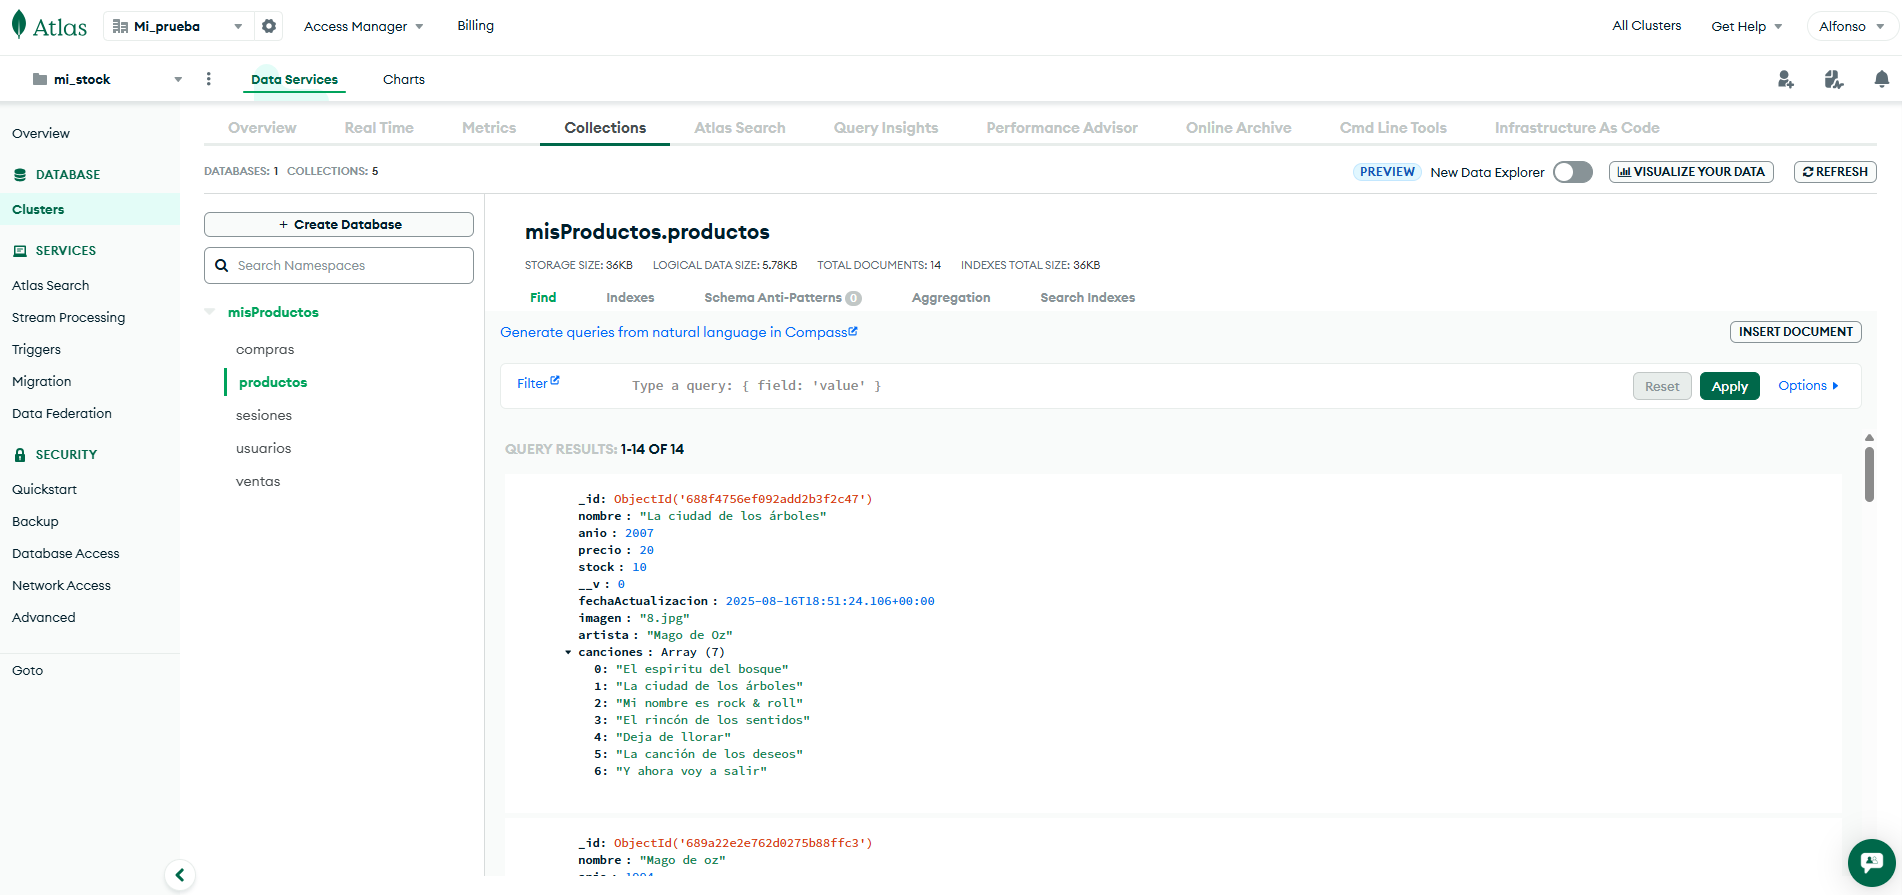 Atlas
Mi_prueba
Access Manager
Billing
All Clusters
Get Help
Alfonso
mi_stock
Data Services
Charts
Overview
DATABASE
Clusters
SERVICES
Atlas Search
Stream Processing
Triggers
Migration
Data Federation
SECURITY
Quickstart
Backup
Database Access
Network Access
Advanced
Goto
Overview
Real Time
Metrics
Collections
Atlas Search
Query Insights
Performance Advisor
Online Archive
Cmd Line Tools
Infrastructure As Code
DATABASES: 1 COLLECTIONS: 5
PREVIEW New Data Explorer
VISUALIZE YOUR DATA
REFRESH
+ Create Database
Search Namespaces
misProductos
compras
productos
sesiones
usuarios
ventas
misProductos.productos
STORAGE SIZE: 36KB LOGICAL DATA SIZE: 5.78KB TOTAL DOCUMENTS: 14 INDEXES TOTAL SIZE: 36KB
Find
Indexes
Schema Anti-Patterns 0
Aggregation
Search Indexes
Generate queries from natural language in Compass
INSERT DOCUMENT
Filter
Type a query: { field: 'value' }
Reset
Apply
Options
QUERY RESULTS: 1-14 OF 14
_id: ObjectId('688f4756ef092add2b3f2c47')
nombre : "La ciudad de los árboles"
anio : 2007
precio : 20
stock : 10
__v : 0
fechaActualizacion : 2025-08-16T18:51:24.106+00:00
imagen : "8.jpg"
artista : "Mago de Oz"
canciones : Array (7)
0: "El espiritu del bosque"
1: "La ciudad de los árboles"
2: "Mi nombre es rock & roll"
3: "El rincón de los sentidos"
4: "Deja de llorar"
5: "La canción de los deseos"
6: "Y ahora voy a salir"
_id: ObjectId('689a22e2e762d0275b88ffc3')
nombre : "Mago de oz"